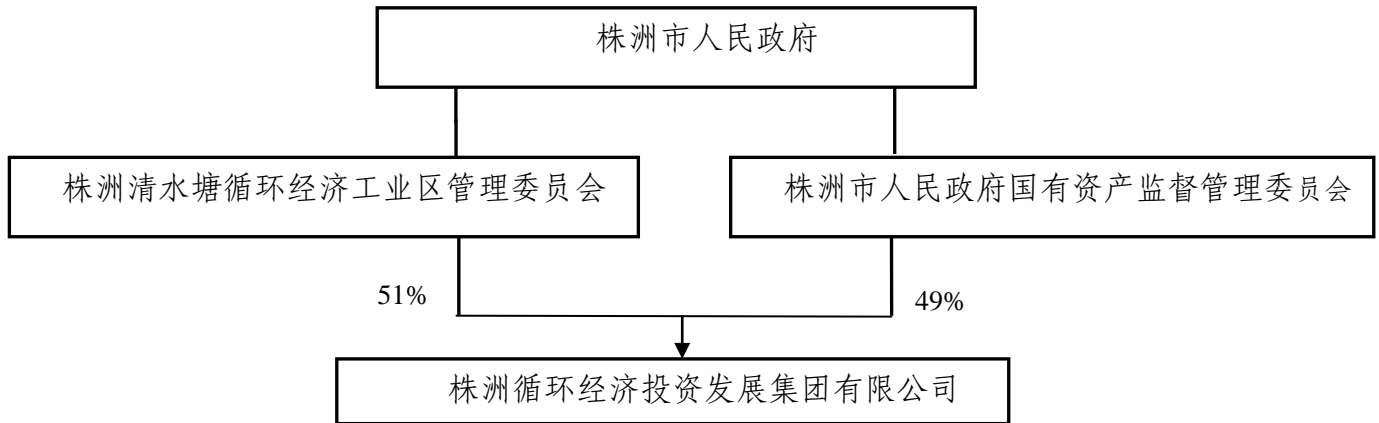 株洲市人民政府
株洲清水塘循环经济工业区管理委员会
株洲市人民政府国有资产监督管理委员会
51%
49%
株洲循环经济投资发展集团有限公司